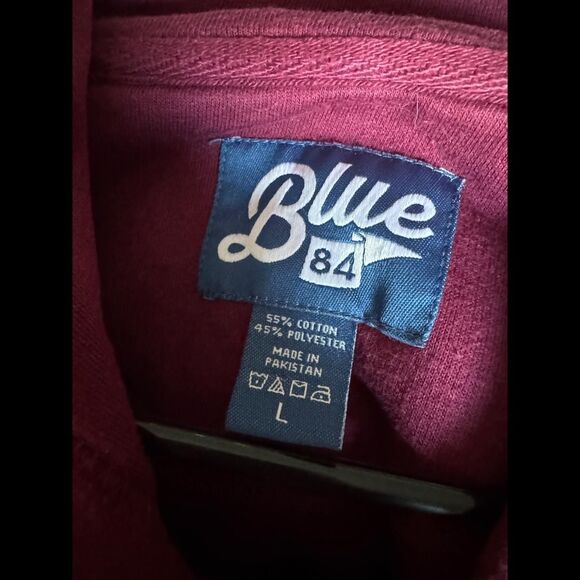 Blue
84
55% COTTON
45% POLYESTER
MADE IN
PAKISTAN
L